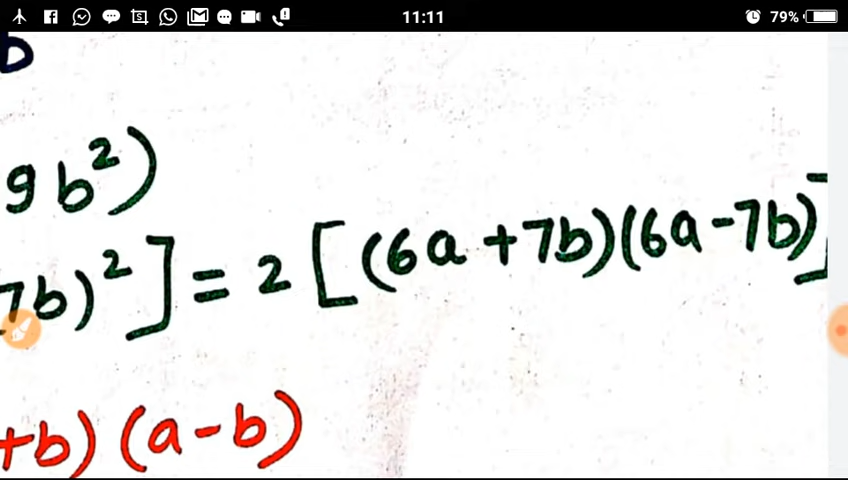 11:11 79%
b
9b²)
7b)²] = 2 [(6a+7b)(6a-7b)]
+b) (a-b)